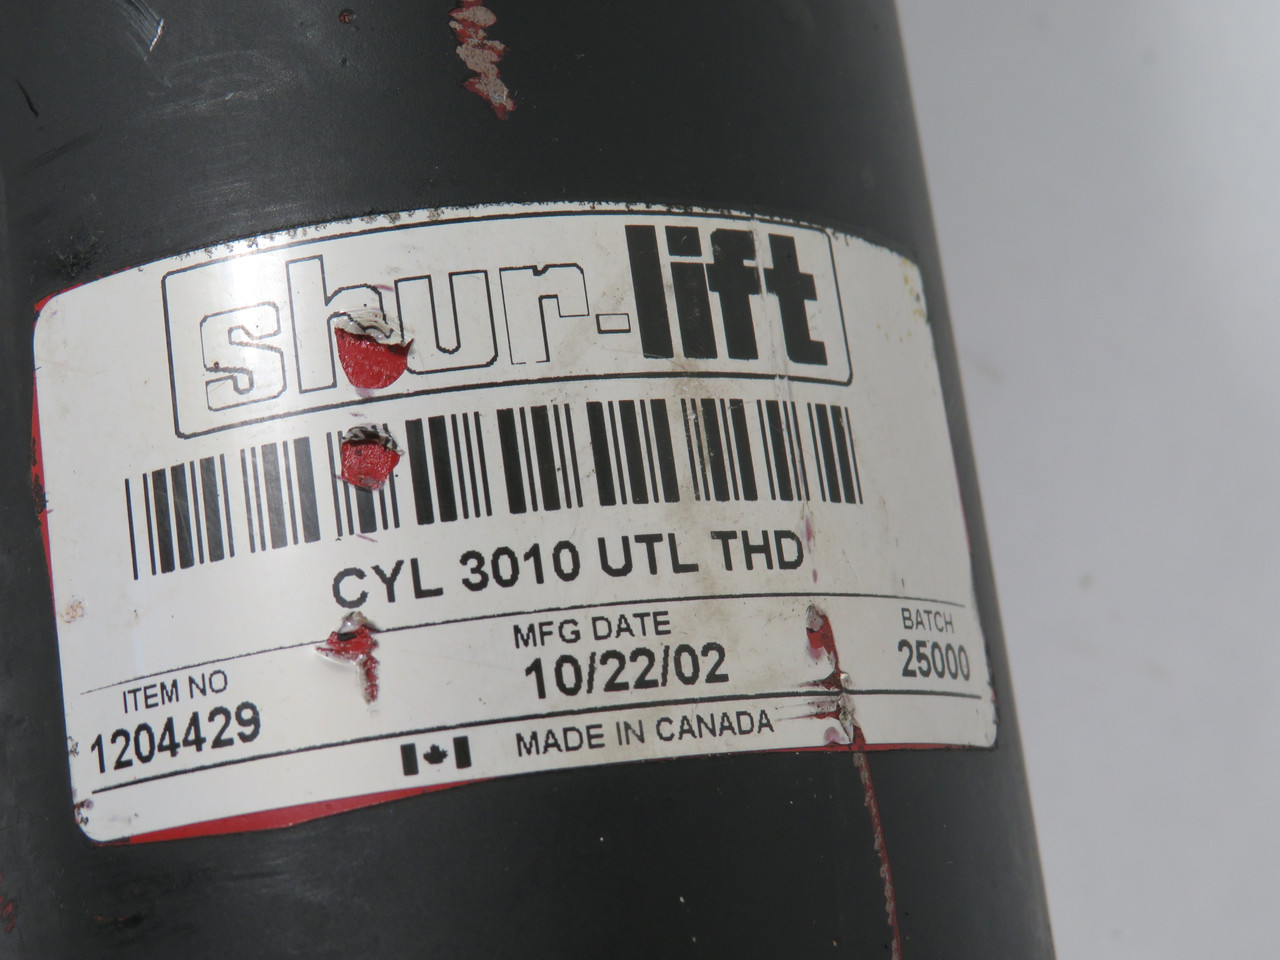 shur-lift
CYL 3010 UTL THD
ITEM NO
1204429
MFG DATE
10/22/02
BATCH
25000
MADE IN CANADA